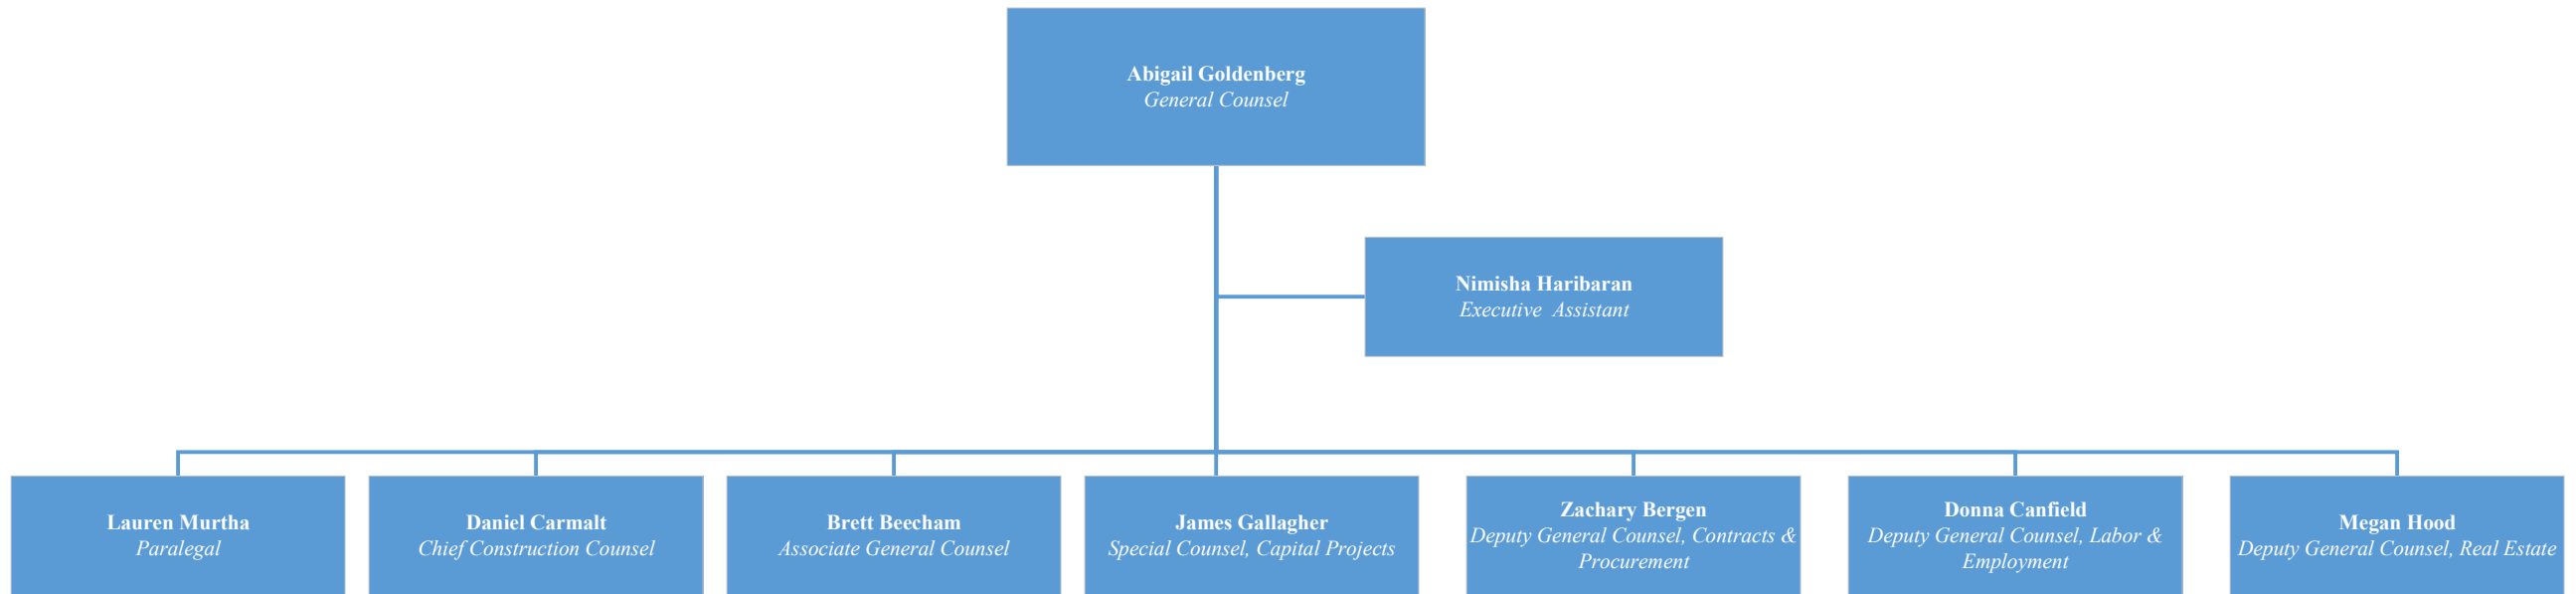 Abigail Goldenberg
General Counsel
Nimisha Haribaran
Executive  Assistant
Lauren Murtha
Paralegal
Daniel Carmalt
Chief Construction Counsel
Brett Beecham
Associate General Counsel
James Gallagher
Special Counsel, Capital Projects
Zachary Bergen
Deputy General Counsel, Contracts &
Procurement
Donna Canfield
Deputy General Counsel, Labor &
Employment
Megan Hood
Deputy General Counsel, Real Estate